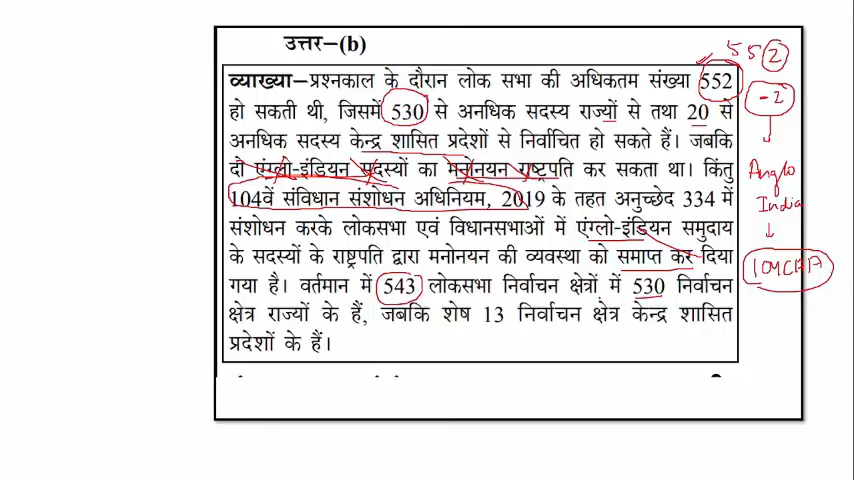 उत्तर–(b)
व्याख्या– प्रश्नकाल के दौरान लोक सभा की अधिकतम संख्या 552
हो सकती थी, जिसमें 530 से अनधिक सदस्य राज्यों से तथा 20 से
अनधिक सदस्य केन्द्र शासित प्रदेशों से निर्वाचित हो सकते हैं। जबकि
दो एंग्लो-इंडियन सदस्यों का मनोनयन राष्ट्रपति कर सकता था। किंतु
104वें संविधान संशोधन अधिनियम, 2019 के तहत अनुच्छेद 334 में
संशोधन करके लोकसभा एवं विधानसभाओं में एंग्लो-इंडियन समुदाय
के सदस्यों के राष्ट्रपति द्वारा मनोनयन की व्यवस्था को समाप्त कर दिया
गया है। वर्तमान में 543 लोकसभा निर्वाचन क्षेत्रों में 530 निर्वाचन
क्षेत्र राज्यों के हैं, जबकि शेष 13 निर्वाचन क्षेत्र केन्द्र शासित
प्रदेशों के हैं।
552
-2
Anglo
India
104CAA